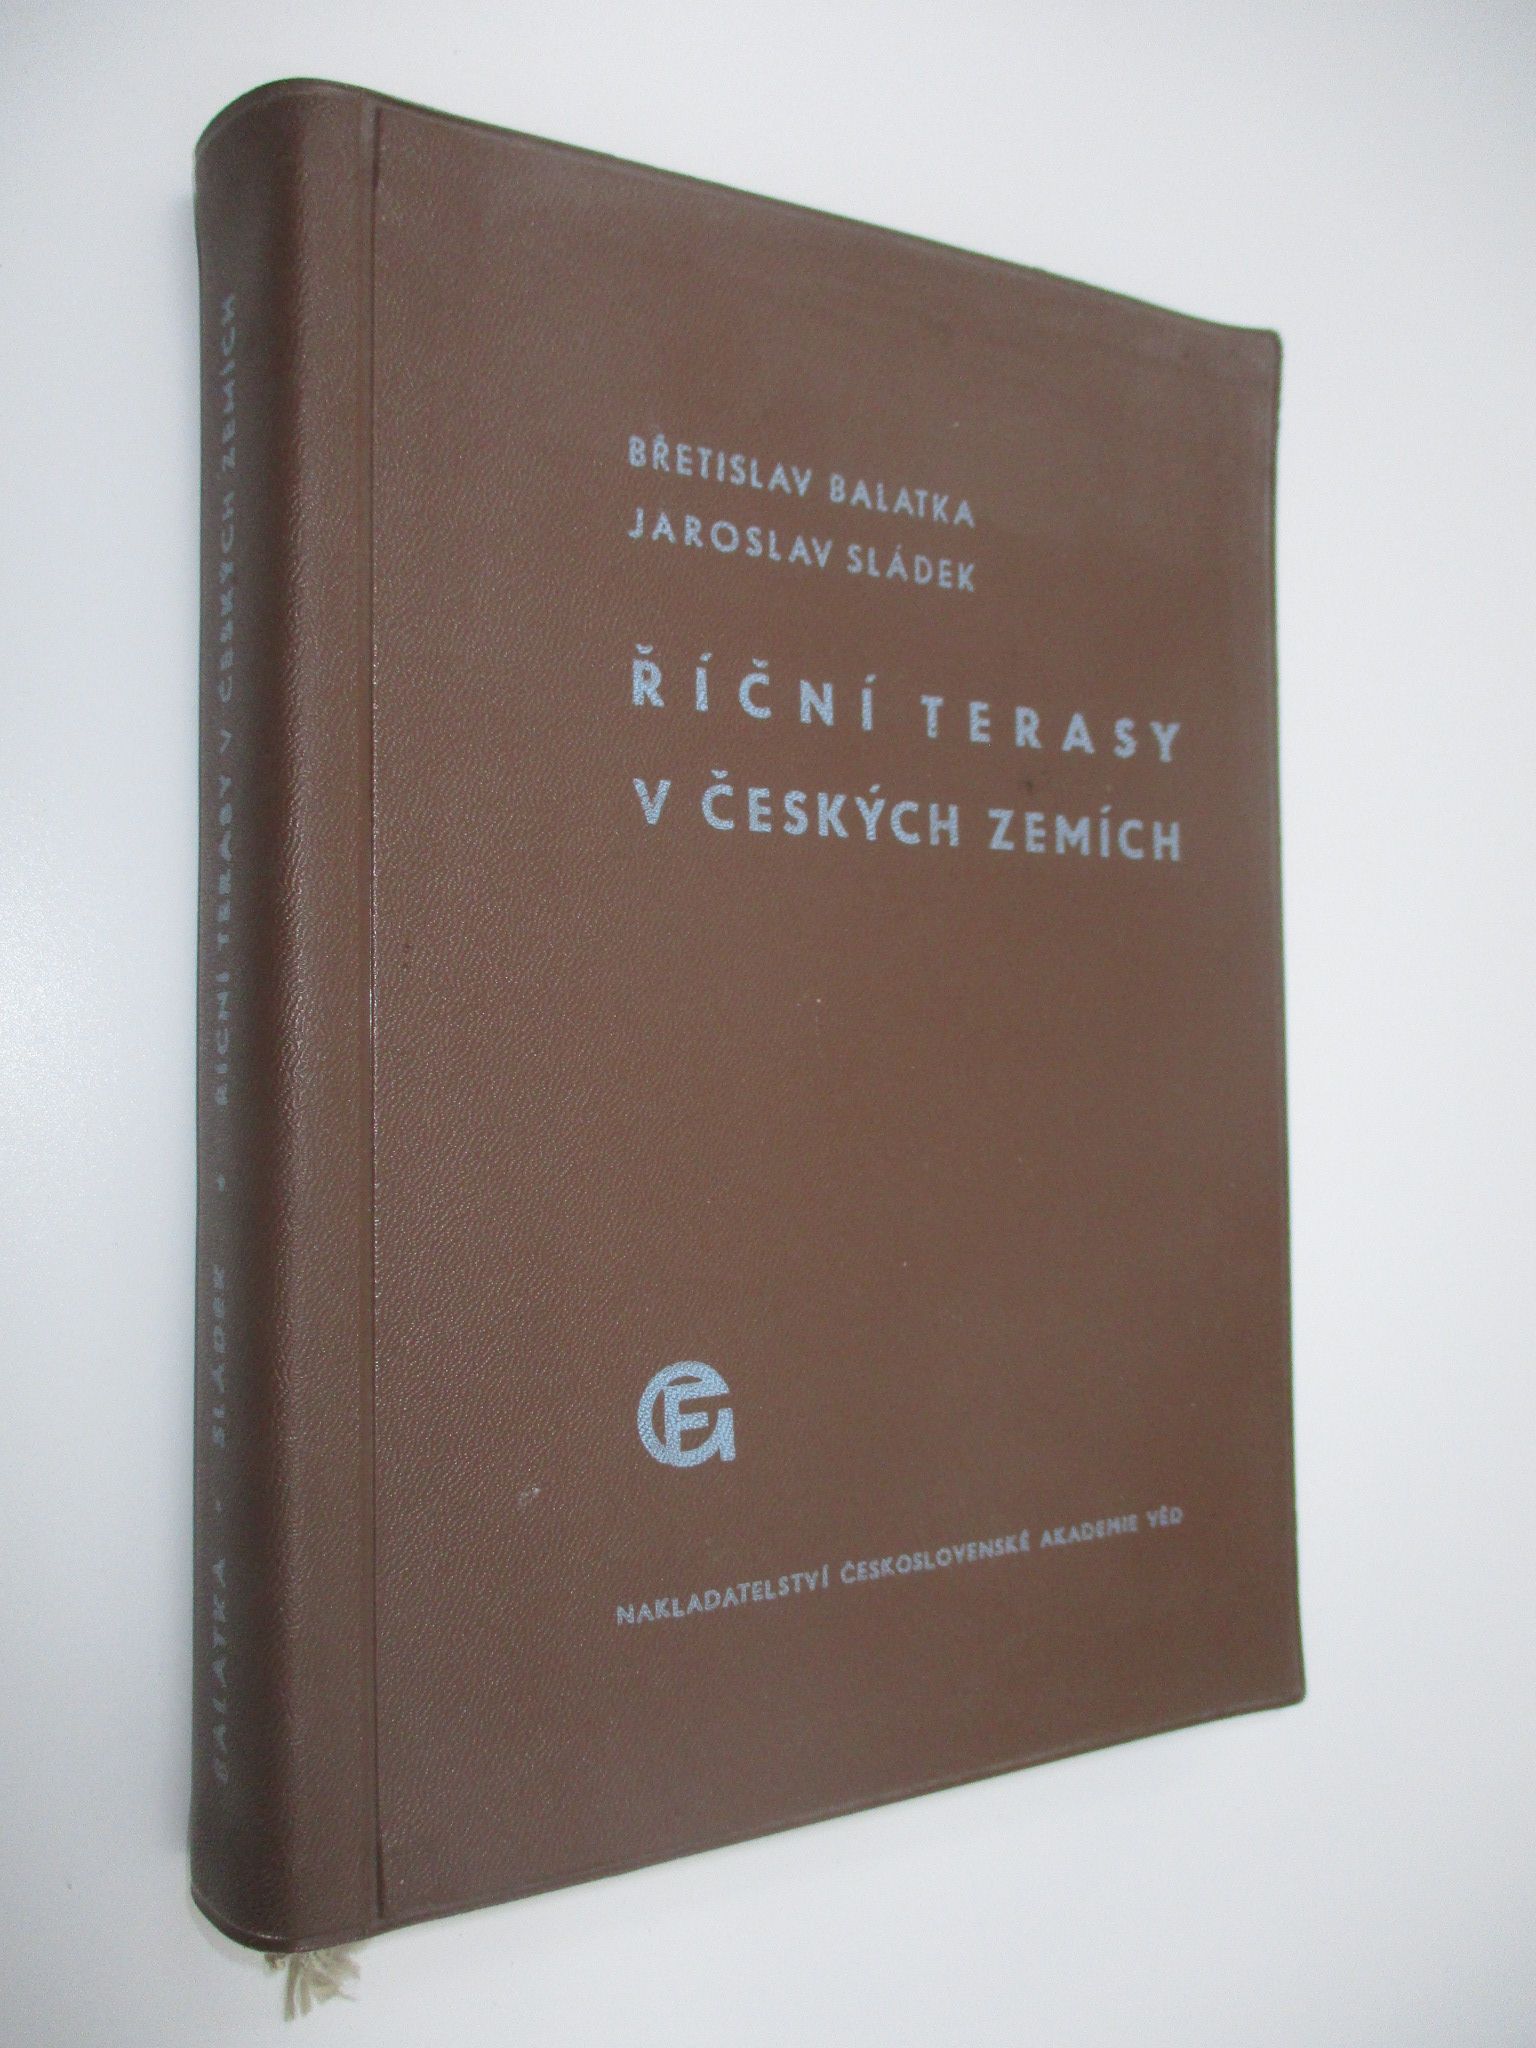 BŘETISLAV BALATKA
JAROSLAV SLÁDEK
ŘÍČNÍ TERASY
V ČESKÝCH ZEMÍCH
NAKLADATELSTVÍ ČESKOSLOVENSKÉ AKADEMIE VĚD
BALATKA - SLÁDEK - ŘÍČNÍ TERASY V ČESKÝCH ZEMÍCH